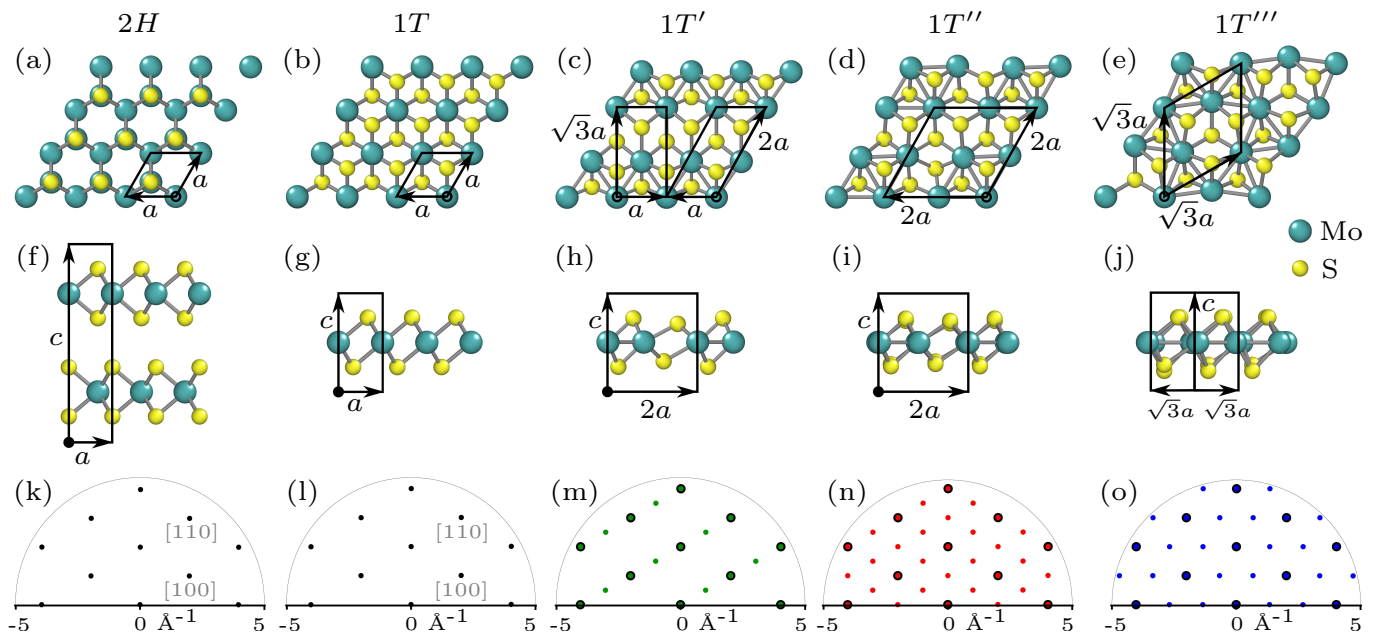 2H 1T 1T′ 1T′′ 1T′′′
(a) (b) (c) (d) (e)
√3a 2a 2a √3a
a a
a a a a 2a √3a
Mo
S
(f) (g) (h) (i) (j)
c c c c c
a a 2a 2a √3a √3a
(k) (l) (m) (n) (o)
[110] [110]
[100] [100]
-5 0 Å⁻¹ 5 -5 0 Å⁻¹ 5 -5 0 Å⁻¹ 5 -5 0 Å⁻¹ 5 -5 0 Å⁻¹ 5